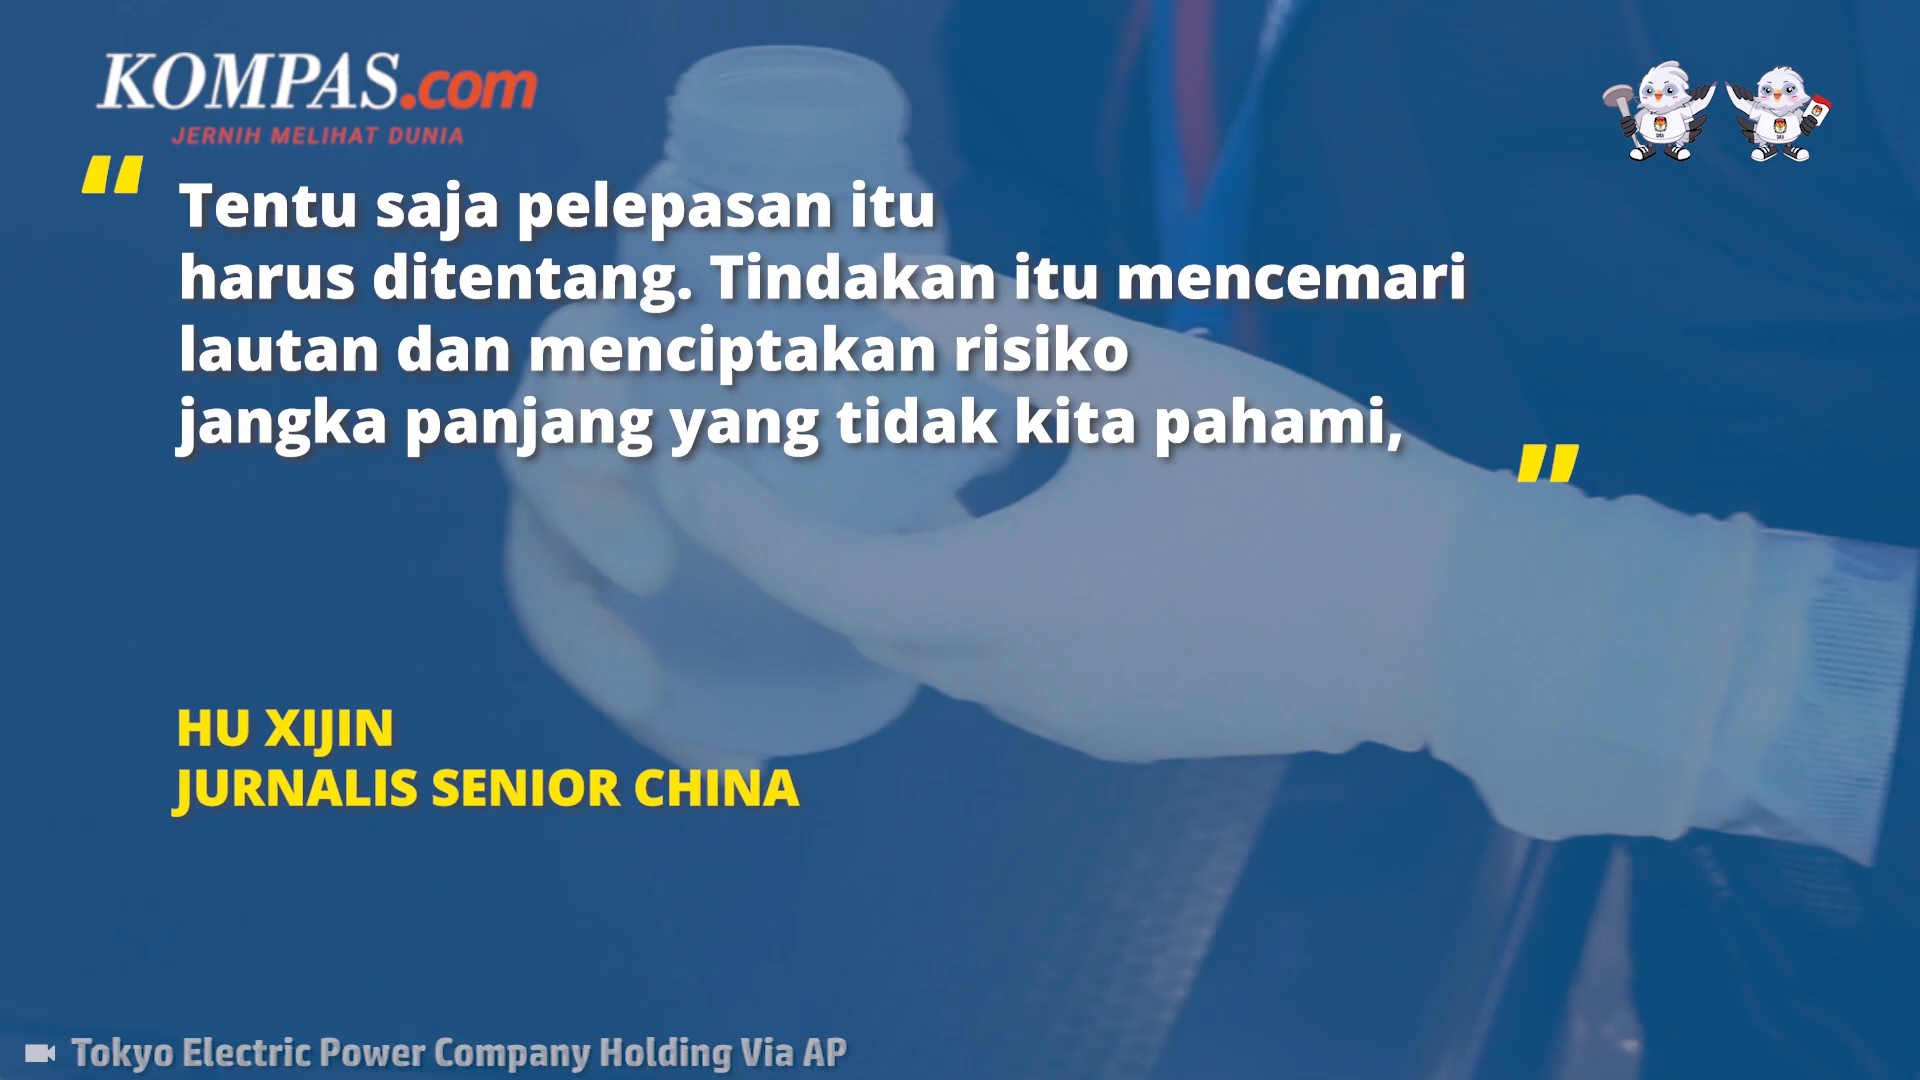 KOMPAS.com
JERNIH MELIHAT DUNIA
“
Tentu saja pelepasan itu
harus ditentang. Tindakan itu mencemari
lautan dan menciptakan risiko
jangka panjang yang tidak kita pahami,
”
HU XIJIN
JURNALIS SENIOR CHINA
Tokyo Electric Power Company Holding Via AP